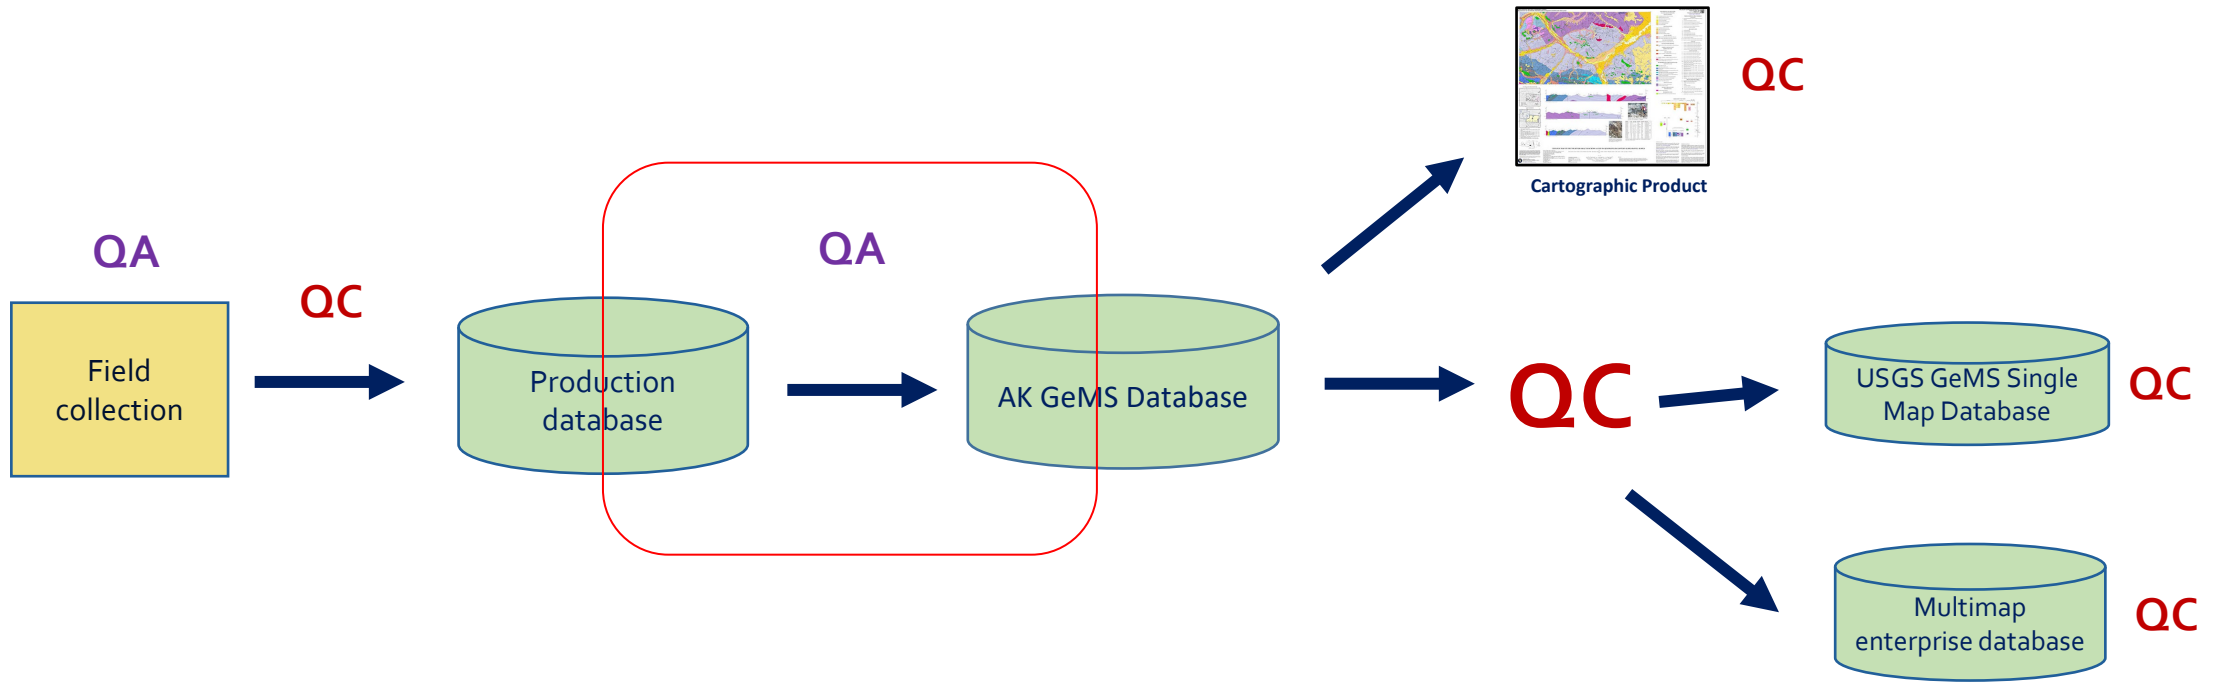 QC
Cartographic Product
QA
QA
QC
Field
collection
Production
database
AK GeMS Database
QC
USGS GeMS Single
Map Database
QC
Multimap
enterprise database
QC